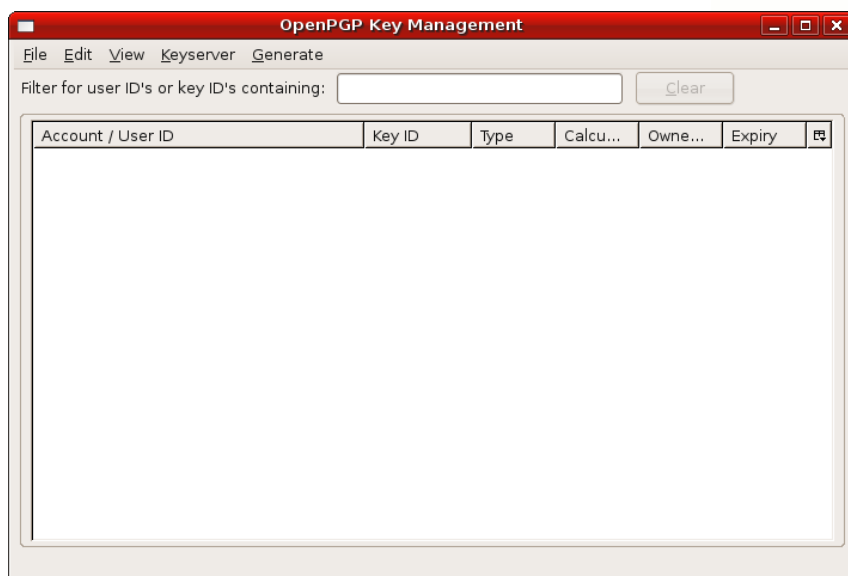 OpenPGP Key Management
File Edit View Keyserver Generate
Filter for user ID's or key ID's containing: Clear
Account / User ID Key ID Type Calcu... Owne... Expiry